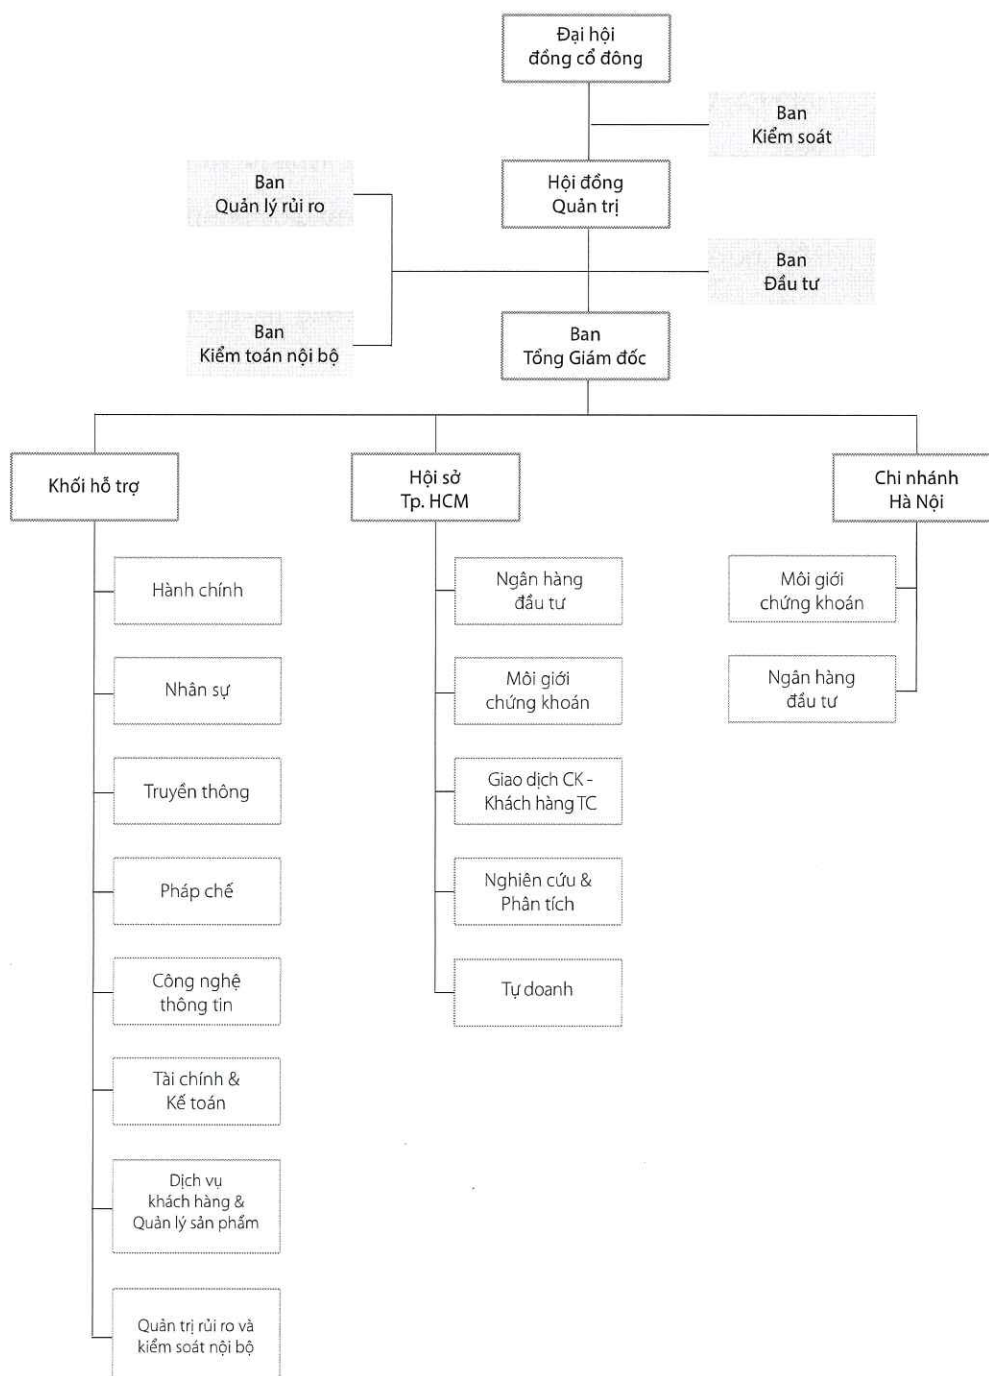 Đại hội
đồng cổ đông
Ban
Kiểm soát
Ban
Quản lý rủi ro
Hội đồng
Quản trị
Ban
Đầu tư
Ban
Kiểm toán nội bộ
Ban
Tổng Giám đốc
Khối hỗ trợ
Hội sở
Tp. HCM
Chi nhánh
Hà Nội
Hành chính
Nhân sự
Truyền thông
Pháp chế
Công nghệ
thông tin
Tài chính &
Kế toán
Dịch vụ
khách hàng &
Quản lý sản phẩm
Quản trị rủi ro và
kiểm soát nội bộ
Ngân hàng
đầu tư
Môi giới
chứng khoán
Giao dịch CK -
Khách hàng TC
Nghiên cứu &
Phân tích
Tự doanh
Môi giới
chứng khoán
Ngân hàng
đầu tư